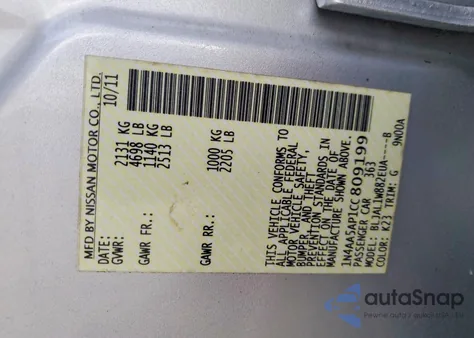 MFD BY NISSAN MOTOR CO., LTD.
10/11
GVWR: 2131 KG
4698 LB
GAWR FR: 1140 KG
2513 LB
GAWR RR: 1000 KG
2205 LB
THIS VEHICLE CONFORMS TO
ALL APPLICABLE FEDERAL
MOTOR VEHICLE SAFETY,
BUMPER, AND THEFT
PREVENTION STANDARDS IN
EFFECT ON THE DATE OF
MANUFACTURE SHOWN ABOVE.
1N4AA5AP1CC 809199
PASSENGER CAR 363
MODEL: B
COLOR: K23 TRIM: G 9N00A
autoSnap